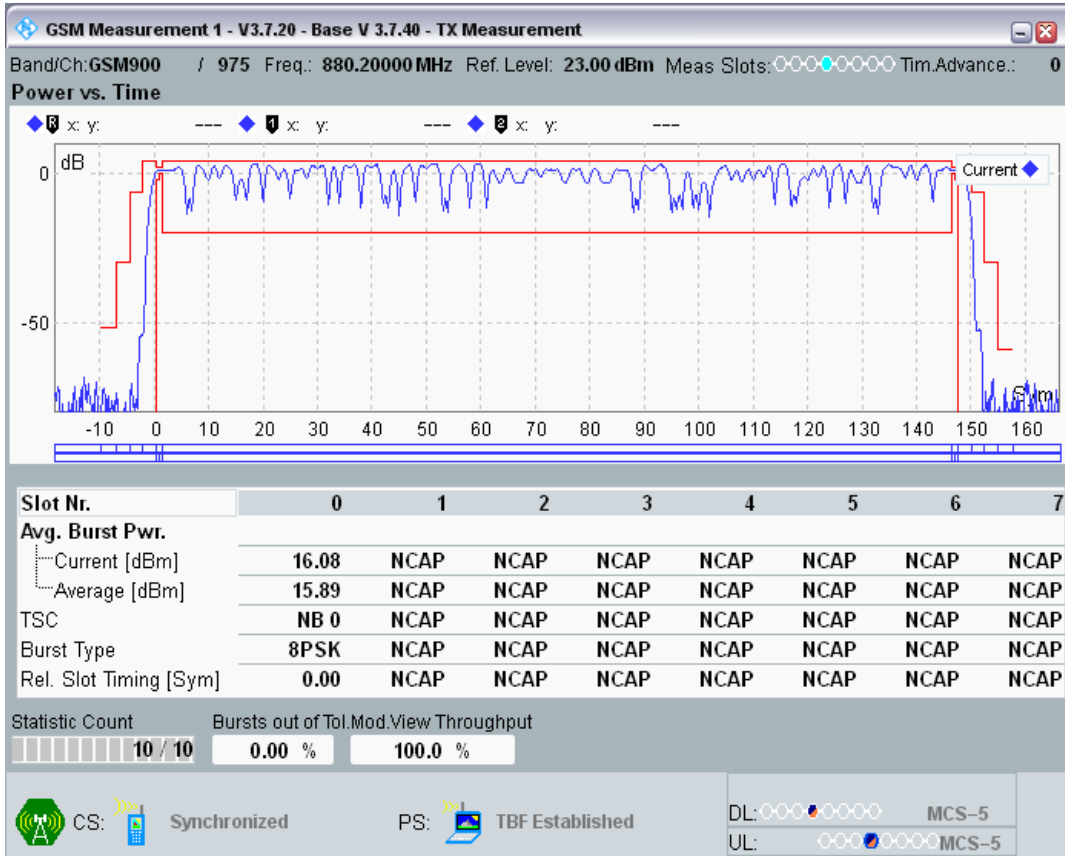 GSM Measurement 1 - V3.7.20 - Base V 3.7.40 - TX Measurement
Band/Ch:GSM900 / 975 Freq.: 880.20000 MHz Ref. Level: 23.00 dBm Meas Slots: Tim.Advance.: 0
Power vs. Time
R x: y: --- 1 x: y: --- 2 x: y: ---
dB
Current
0
-50
Sym
-10 0 10 20 30 40 50 60 70 80 90 100 110 120 130 140 150 160
Slot Nr. 0 1 2 3 4 5 6 7
Avg. Burst Pwr.
Current [dBm] 16.08 NCAP NCAP NCAP NCAP NCAP NCAP NCAP
Average [dBm] 15.89 NCAP NCAP NCAP NCAP NCAP NCAP NCAP
TSC NB 0 NCAP NCAP NCAP NCAP NCAP NCAP NCAP
Burst Type 8PSK NCAP NCAP NCAP NCAP NCAP NCAP NCAP
Rel. Slot Timing [Sym] 0.00 NCAP NCAP NCAP NCAP NCAP NCAP NCAP
Statistic Count Bursts out of Tol.Mod.View Throughput
10 / 10 0.00 % 100.0 %
CS: Synchronized PS: TBF Established
DL: MCS-5
UL: MCS-5